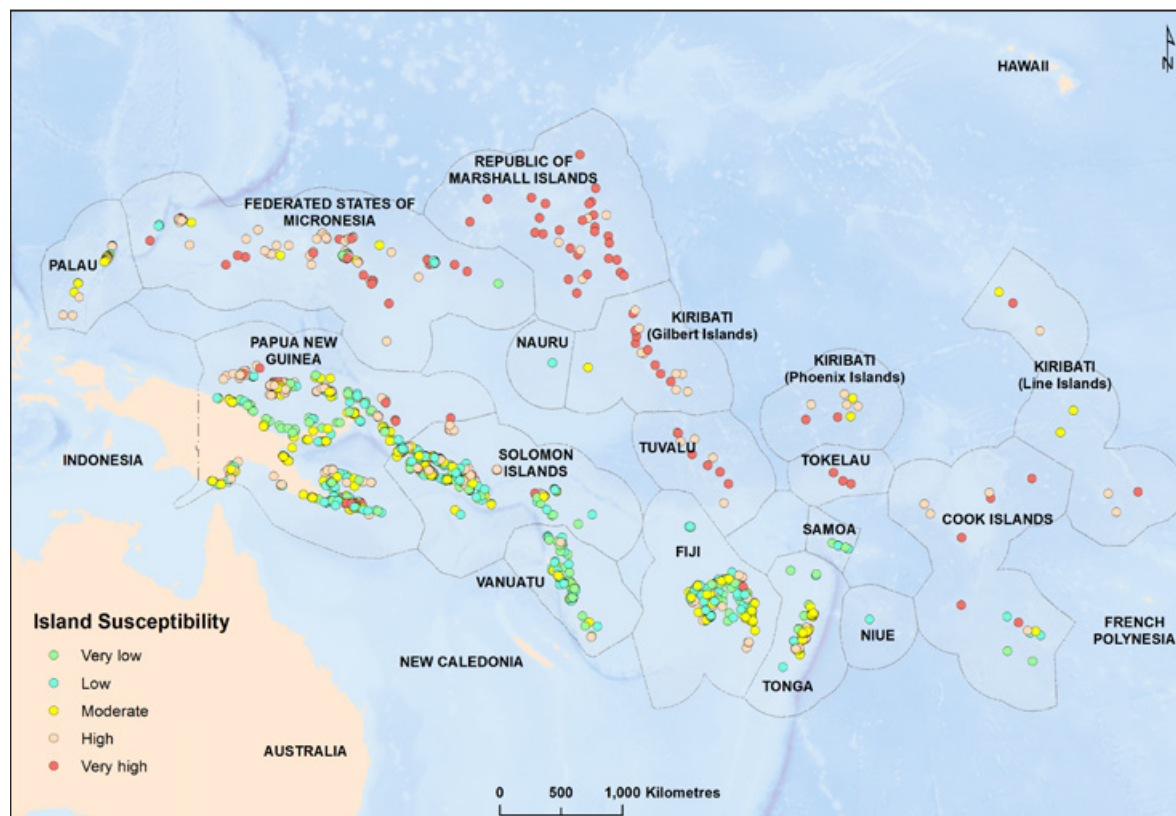 HAWAII
N
REPUBLIC OF
MARSHALL ISLANDS
FEDERATED STATES OF
MICRONESIA
PALAU
KIRIBATI
(Gilbert Islands)
PAPUA NEW
GUINEA
NAURU
KIRIBATI
(Phoenix Islands)
KIRIBATI
(Line Islands)
INDONESIA
SOLOMON
ISLANDS
TUVALU
TOKELAU
COOK ISLANDS
SAMOA
FIJI
VANUATU
FRENCH
POLYNESIA
NIUE
NEW CALEDONIA
TONGA
AUSTRALIA
Island Susceptibility
Very low
Low
Moderate
High
Very high
0 500 1,000 Kilometres